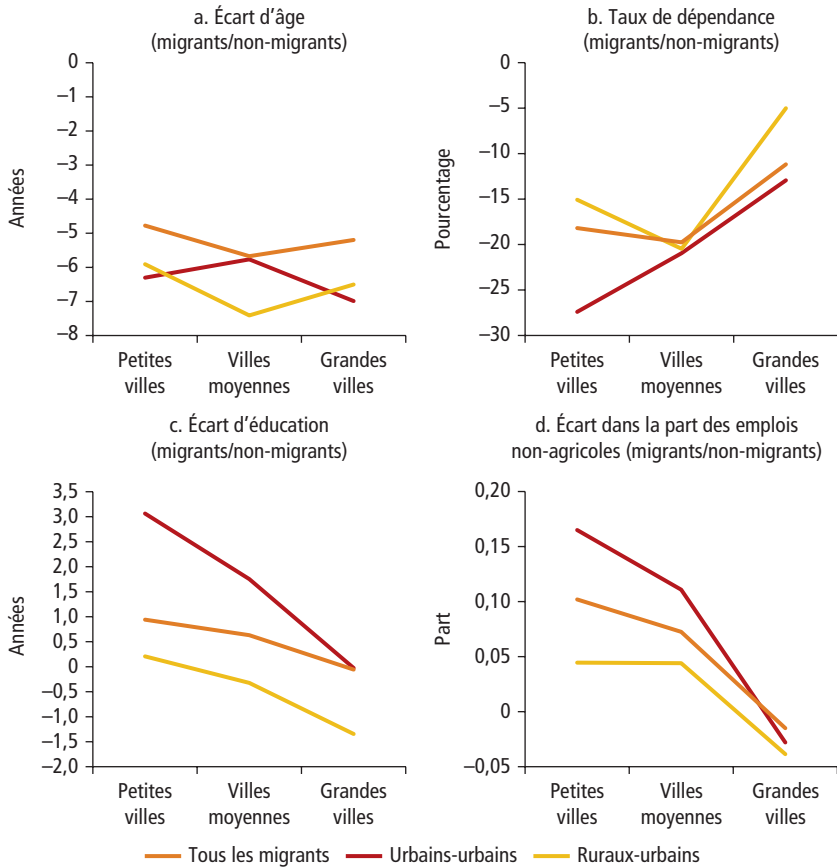 a. Écart d’âge
(migrants/non-migrants)
0
–1
–2
–3
–4
–5
–6
–7
–8
Années
Petites
villes
Villes
moyennes
Grandes
villes
b. Taux de dépendance
(migrants/non-migrants)
0
–5
–10
–15
–20
–25
–30
Pourcentage
Petites
villes
Villes
moyennes
Grandes
villes
c. Écart d’éducation
(migrants/non-migrants)
3,5
3,0
2,5
2,0
1,5
1,0
0,5
0
–0,5
–1,0
–1,5
–2,0
Années
Petites
villes
Villes
moyennes
Grandes
villes
d. Écart dans la part des emplois
non-agricoles (migrants/non-migrants)
0,20
0,15
0,10
0,05
0
–0,05
Part
Petites
villes
Villes
moyennes
Grandes
villes
Tous les migrants
Urbains-urbains
Ruraux-urbains